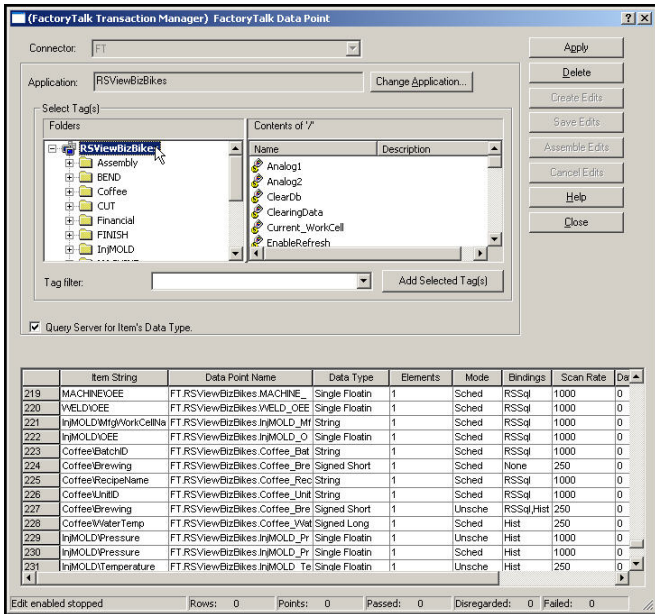 (FactoryTalk Transaction Manager) FactoryTalk Data Point
Connector: FT
Apply
Application: RSViewBizBikes Change Application...
Delete
Create Edits
Select Tag(s)
Save Edits
Folders Contents of '/'
Assemble Edits
RSViewBizBikes Name Description
Assembly Analog1
Cancel Edits
BEND Analog2
Help
Coffee ClearDb
CUT ClearingData
Close
Financial Current_WorkCell
FINISH EnableRefresh
InjMOLD
Tag filter: Add Selected Tag(s)
Query Server for Item's Data Type.
Item String Data Point Name Data Type Elements Mode Bindings Scan Rate Da
219 MACHINE\OEE FT.RSViewBizBikes.MACHINE_ Single Floatin 1 Sched RSSql 1000 0
220 WELD\OEE FT.RSViewBizBikes.WELD_OEE Single Floatin 1 Sched RSSql 1000 0
221 InjMOLD\MfgWorkCellNa FT.RSViewBizBikes.InjMOLD_Mf String 1 Sched RSSql 1000 0
222 InjMOLD\OEE FT.RSViewBizBikes.InjMOLD_O Single Floatin 1 Sched RSSql 1000 0
223 Coffee\BatchID FT.RSViewBizBikes.Coffee_Bat String 1 Sched RSSql 1000 0
224 Coffee\Brewing FT.RSViewBizBikes.Coffee_Bre Signed Short 1 Sched None 250 0
225 Coffee\RecipeName FT.RSViewBizBikes.Coffee_Rec String 1 Sched RSSql 1000 0
226 Coffee\UnitID FT.RSViewBizBikes.Coffee_Unit String 1 Sched RSSql 1000 0
227 Coffee\Brewing FT.RSViewBizBikes.Coffee_Bre Signed Short 1 Unsche RSSql,Hist 250 0
228 Coffee\WaterTemp FT.RSViewBizBikes.Coffee_Wat Signed Long 1 Sched Hist 250 0
229 InjMOLD\Pressure FT.RSViewBizBikes.InjMOLD_Pr Single Floatin 1 Unsche Hist 250 0
230 InjMOLD\Pressure FT.RSViewBizBikes.InjMOLD_Pr Single Floatin 1 Sched Hist 1000 0
231 InjMOLD\Temperature FT.RSViewBizBikes.InjMOLD_Te Single Floatin 1 Unsche Hist 250 0
Edit enabled stopped Rows: 0 Points: 0 Passed: 0 Disregarded: 0 Failed: 0